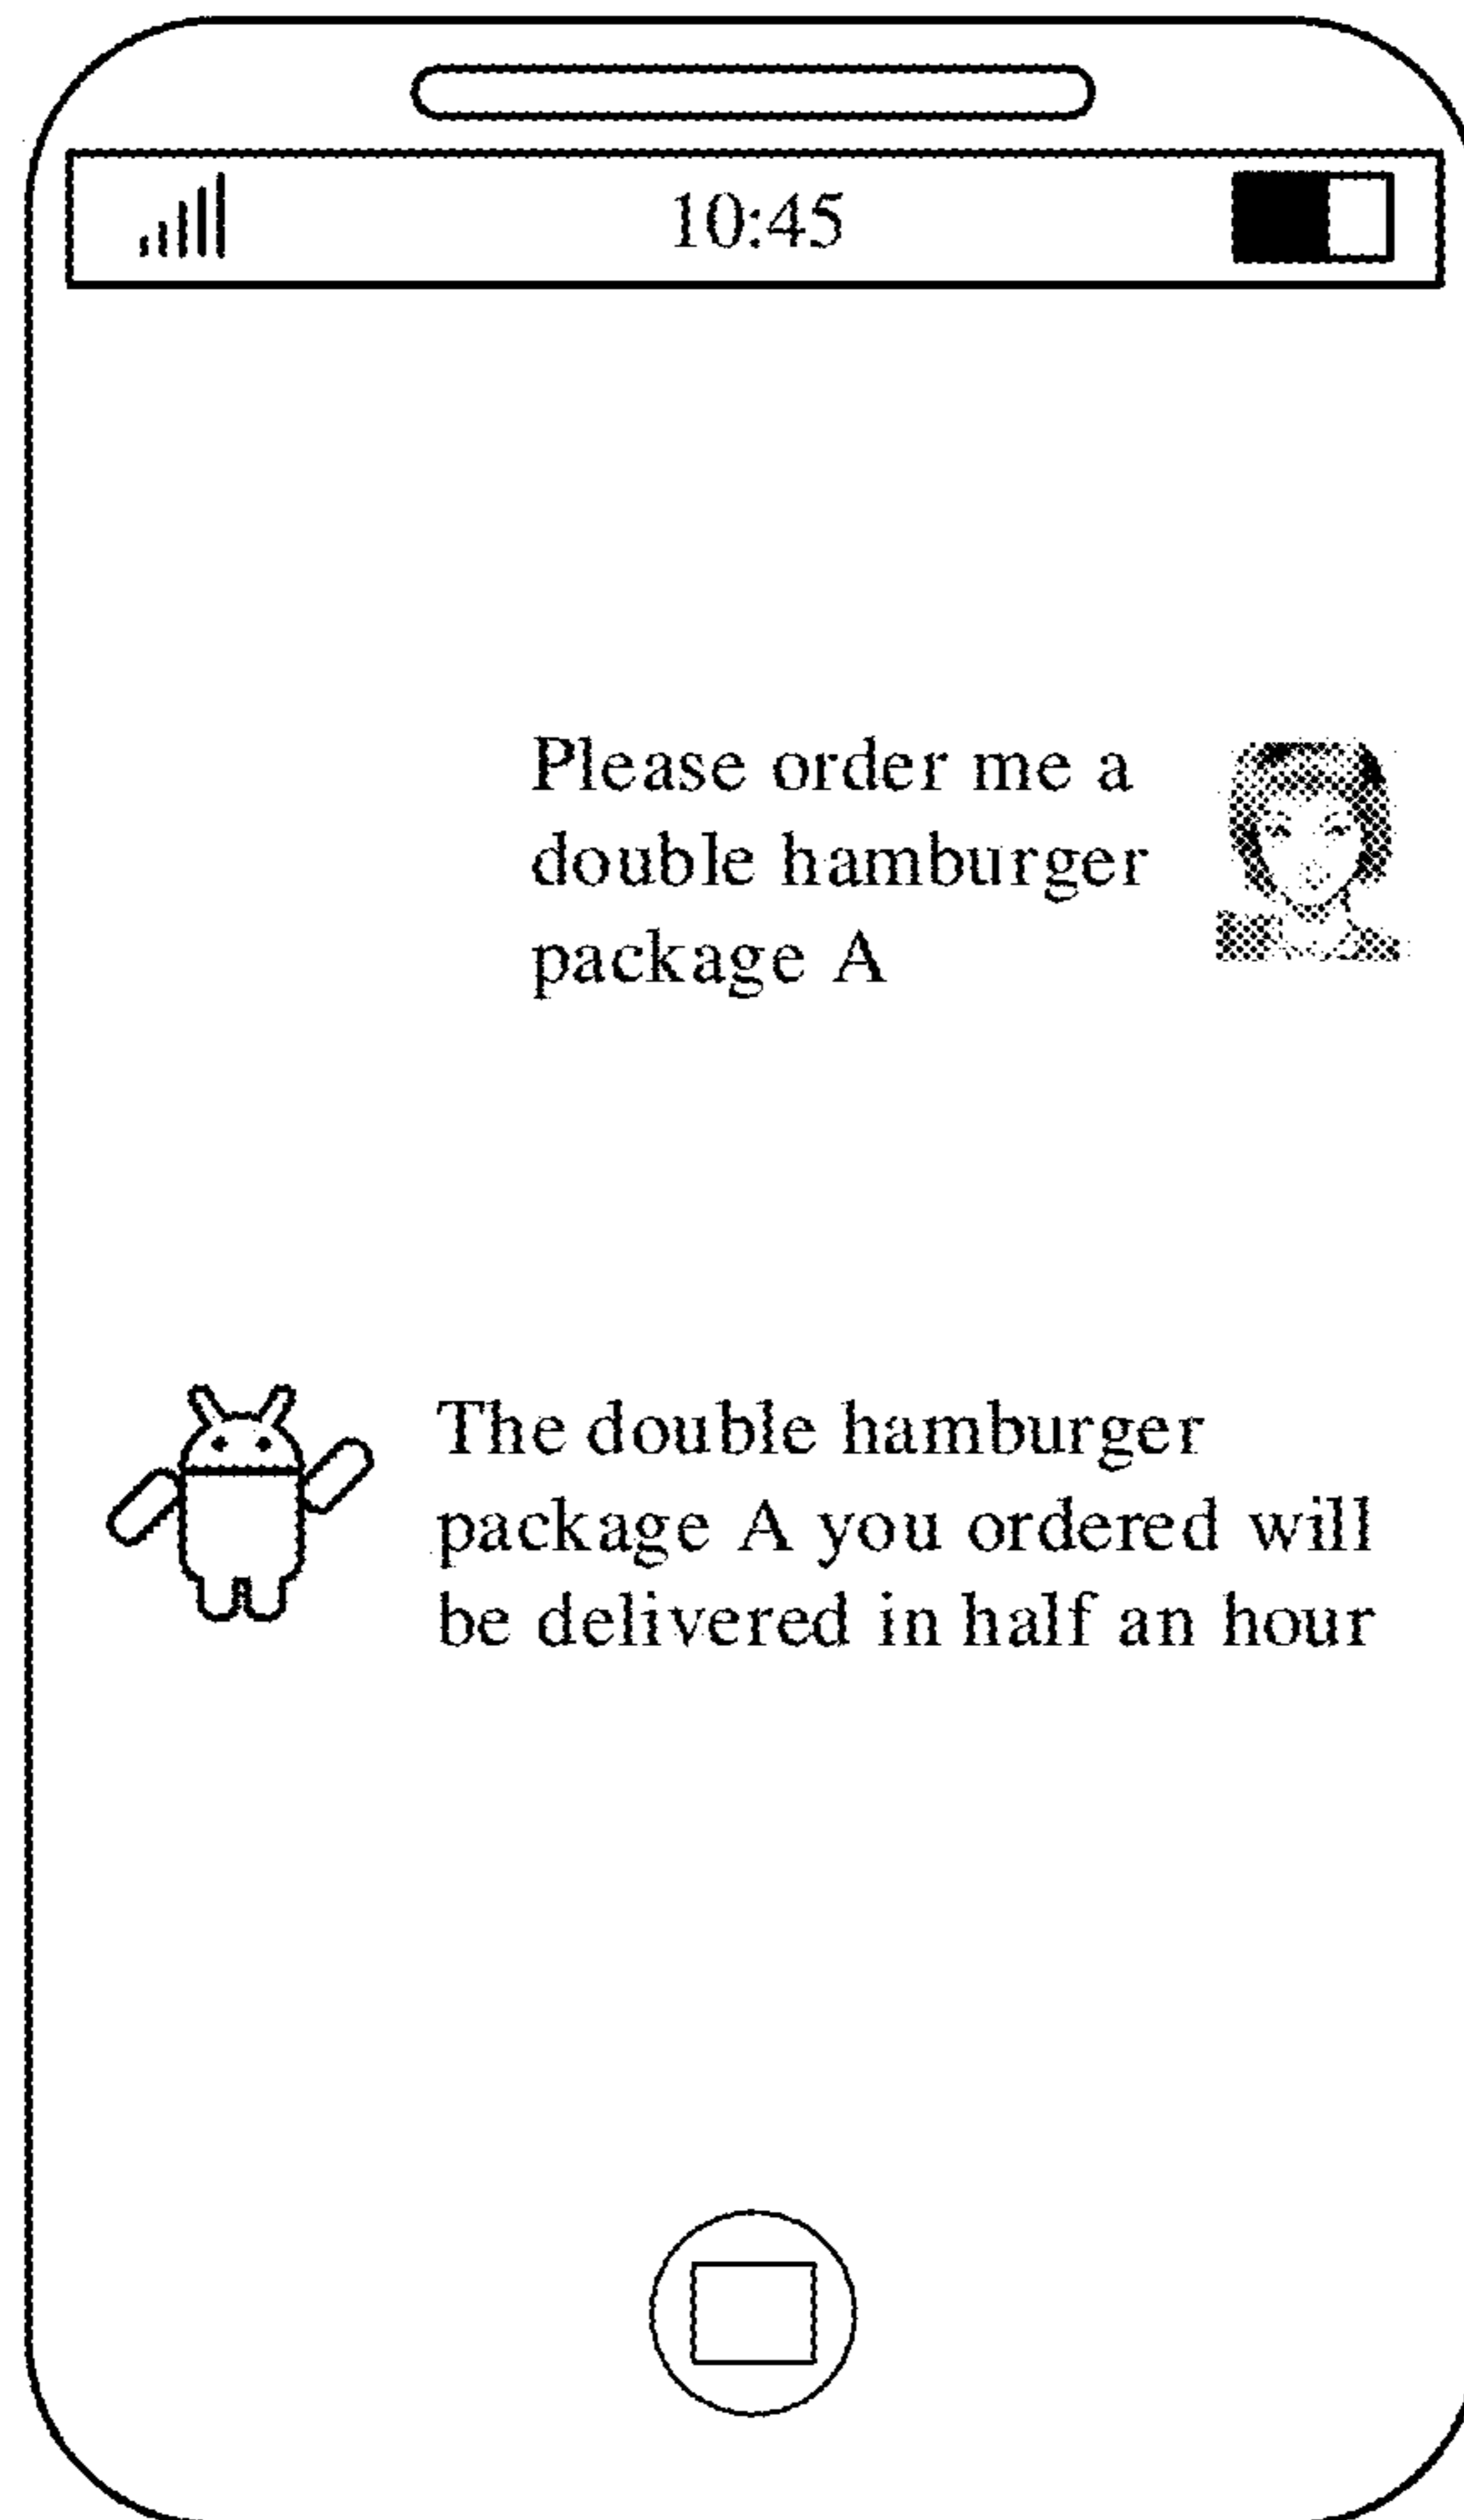 10:45
Please order me a
double hamburger
package A
The double hamburger
package A you ordered will
be delivered in half an hour